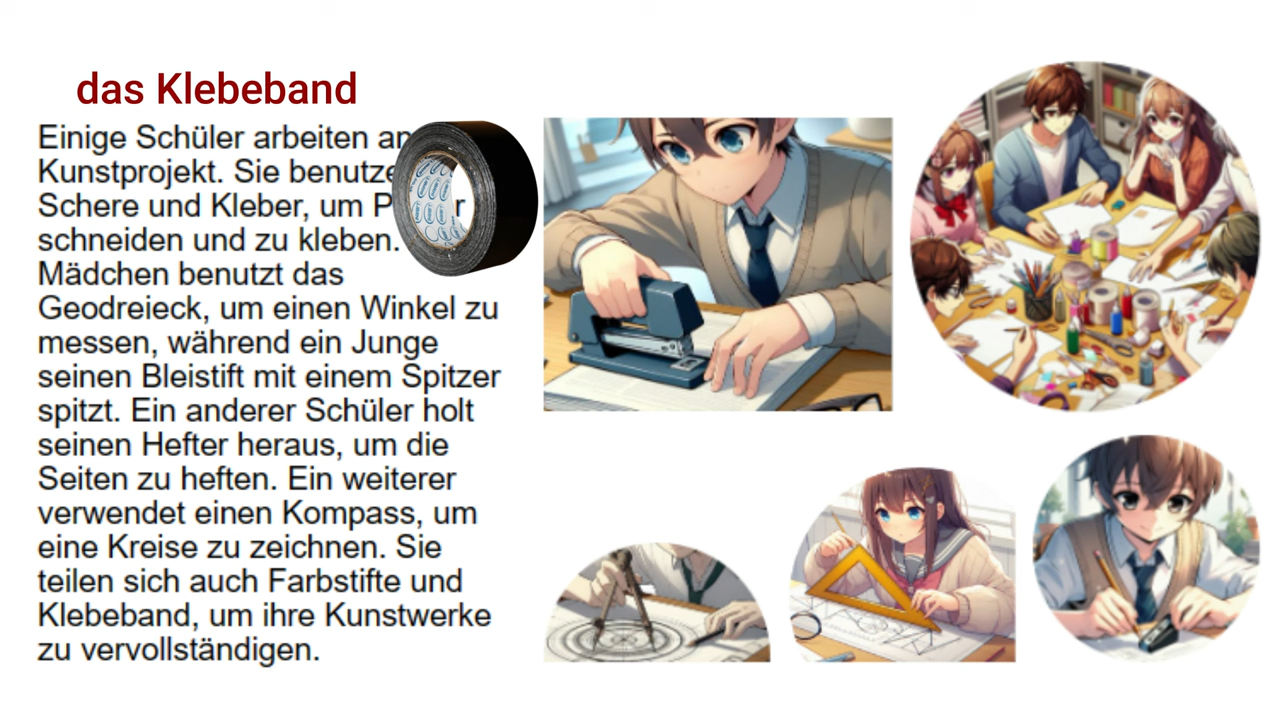 das Klebeband
Einige Schüler arbeiten an
Kunstprojekt. Sie benutze
Schere und Kleber, um P r
schneiden und zu kleben.
Mädchen benutzt das
Geodreieck, um einen Winkel zu
messen, während ein Junge
seinen Bleistift mit einem Spitzer
spitzt. Ein anderer Schüler holt
seinen Hefter heraus, um die
Seiten zu heften. Ein weiterer
verwendet einen Kompass, um
eine Kreise zu zeichnen. Sie
teilen sich auch Farbstifte und
Klebeband, um ihre Kunstwerke
zu vervollständigen.